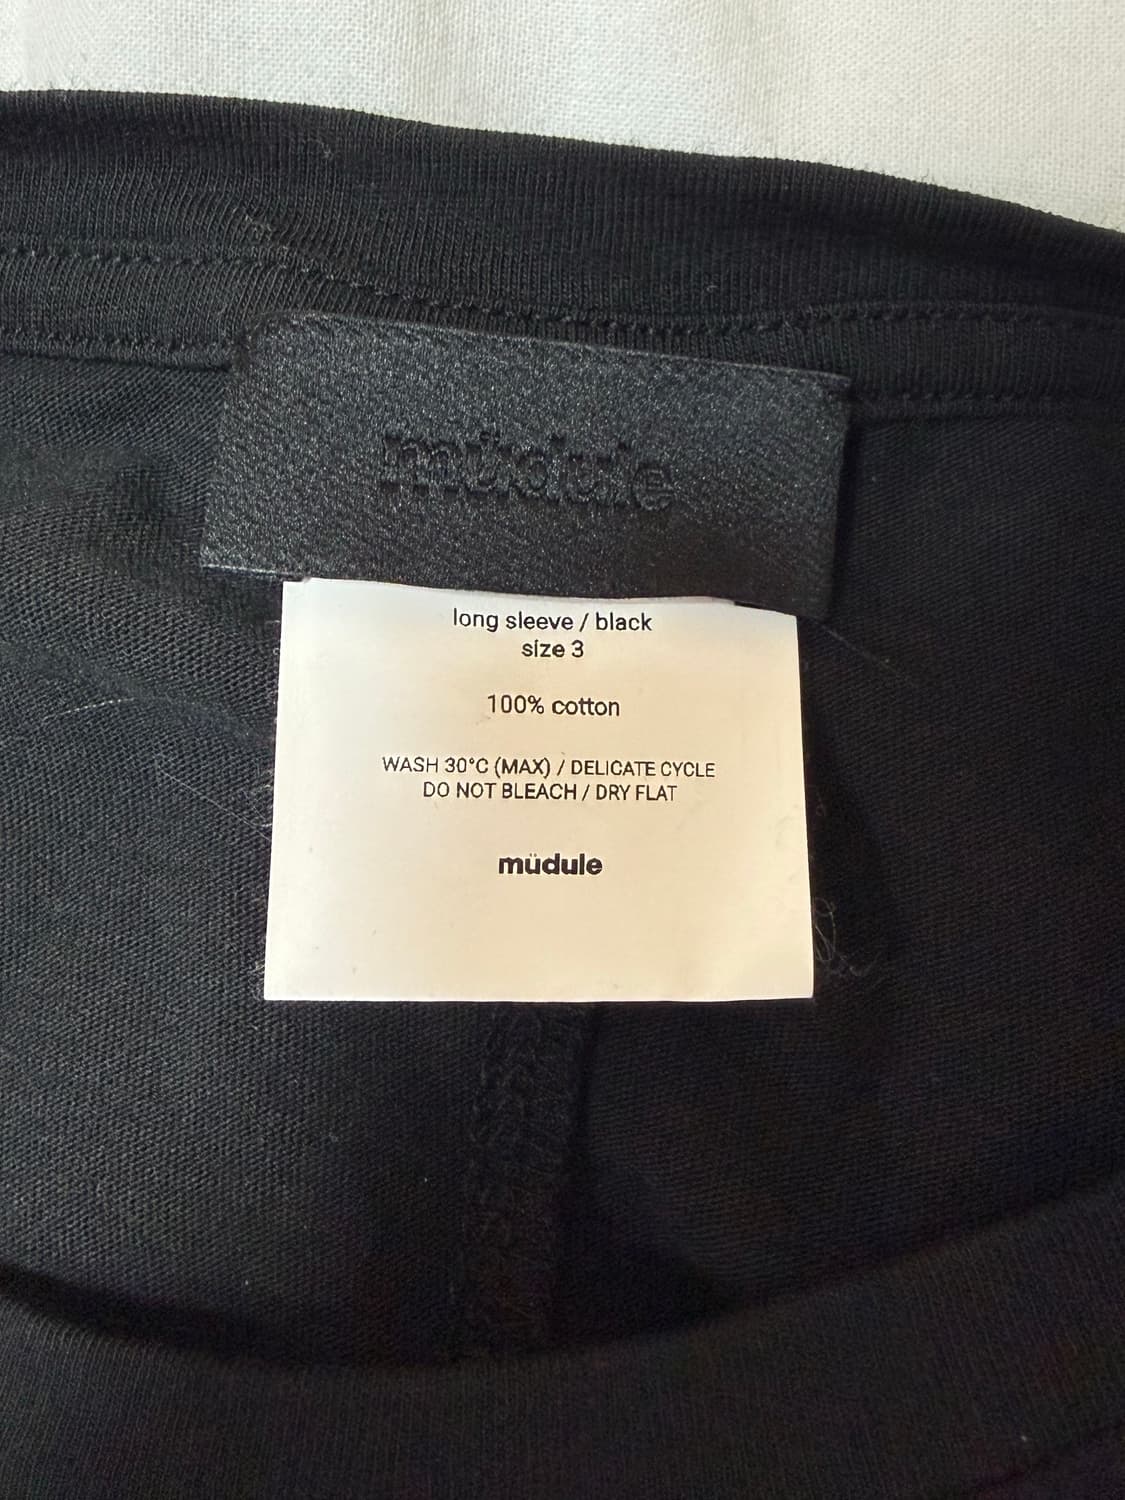 müdule
long sleeve / black
size 3
100% cotton
WASH 30°C (MAX) / DELICATE CYCLE
DO NOT BLEACH / DRY FLAT
müdule